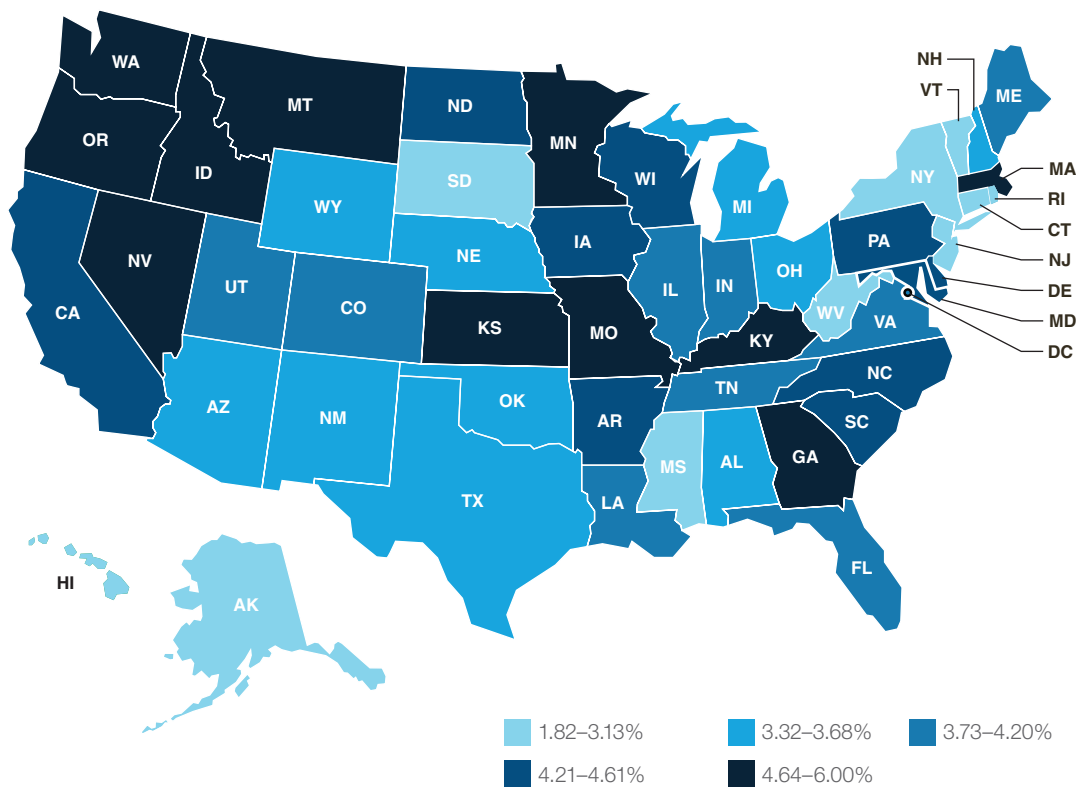 NH
WA
VT
ME
ND
MT
OR
MN
MA
ID
WI
SD
NY
RI
WY
MI
CT
IA
PA
NE
NJ
NV
OH
UT
IL
IN
DE
CO
WV
CA
MD
VA
KS
MO
KY
DC
NC
TN
OK
AZ
NM
AR
SC
GA
MS
AL
TX
LA
FL
HI
AK
1.82–3.13%
3.32–3.68%
3.73–4.20%
4.21–4.61%
4.64–6.00%